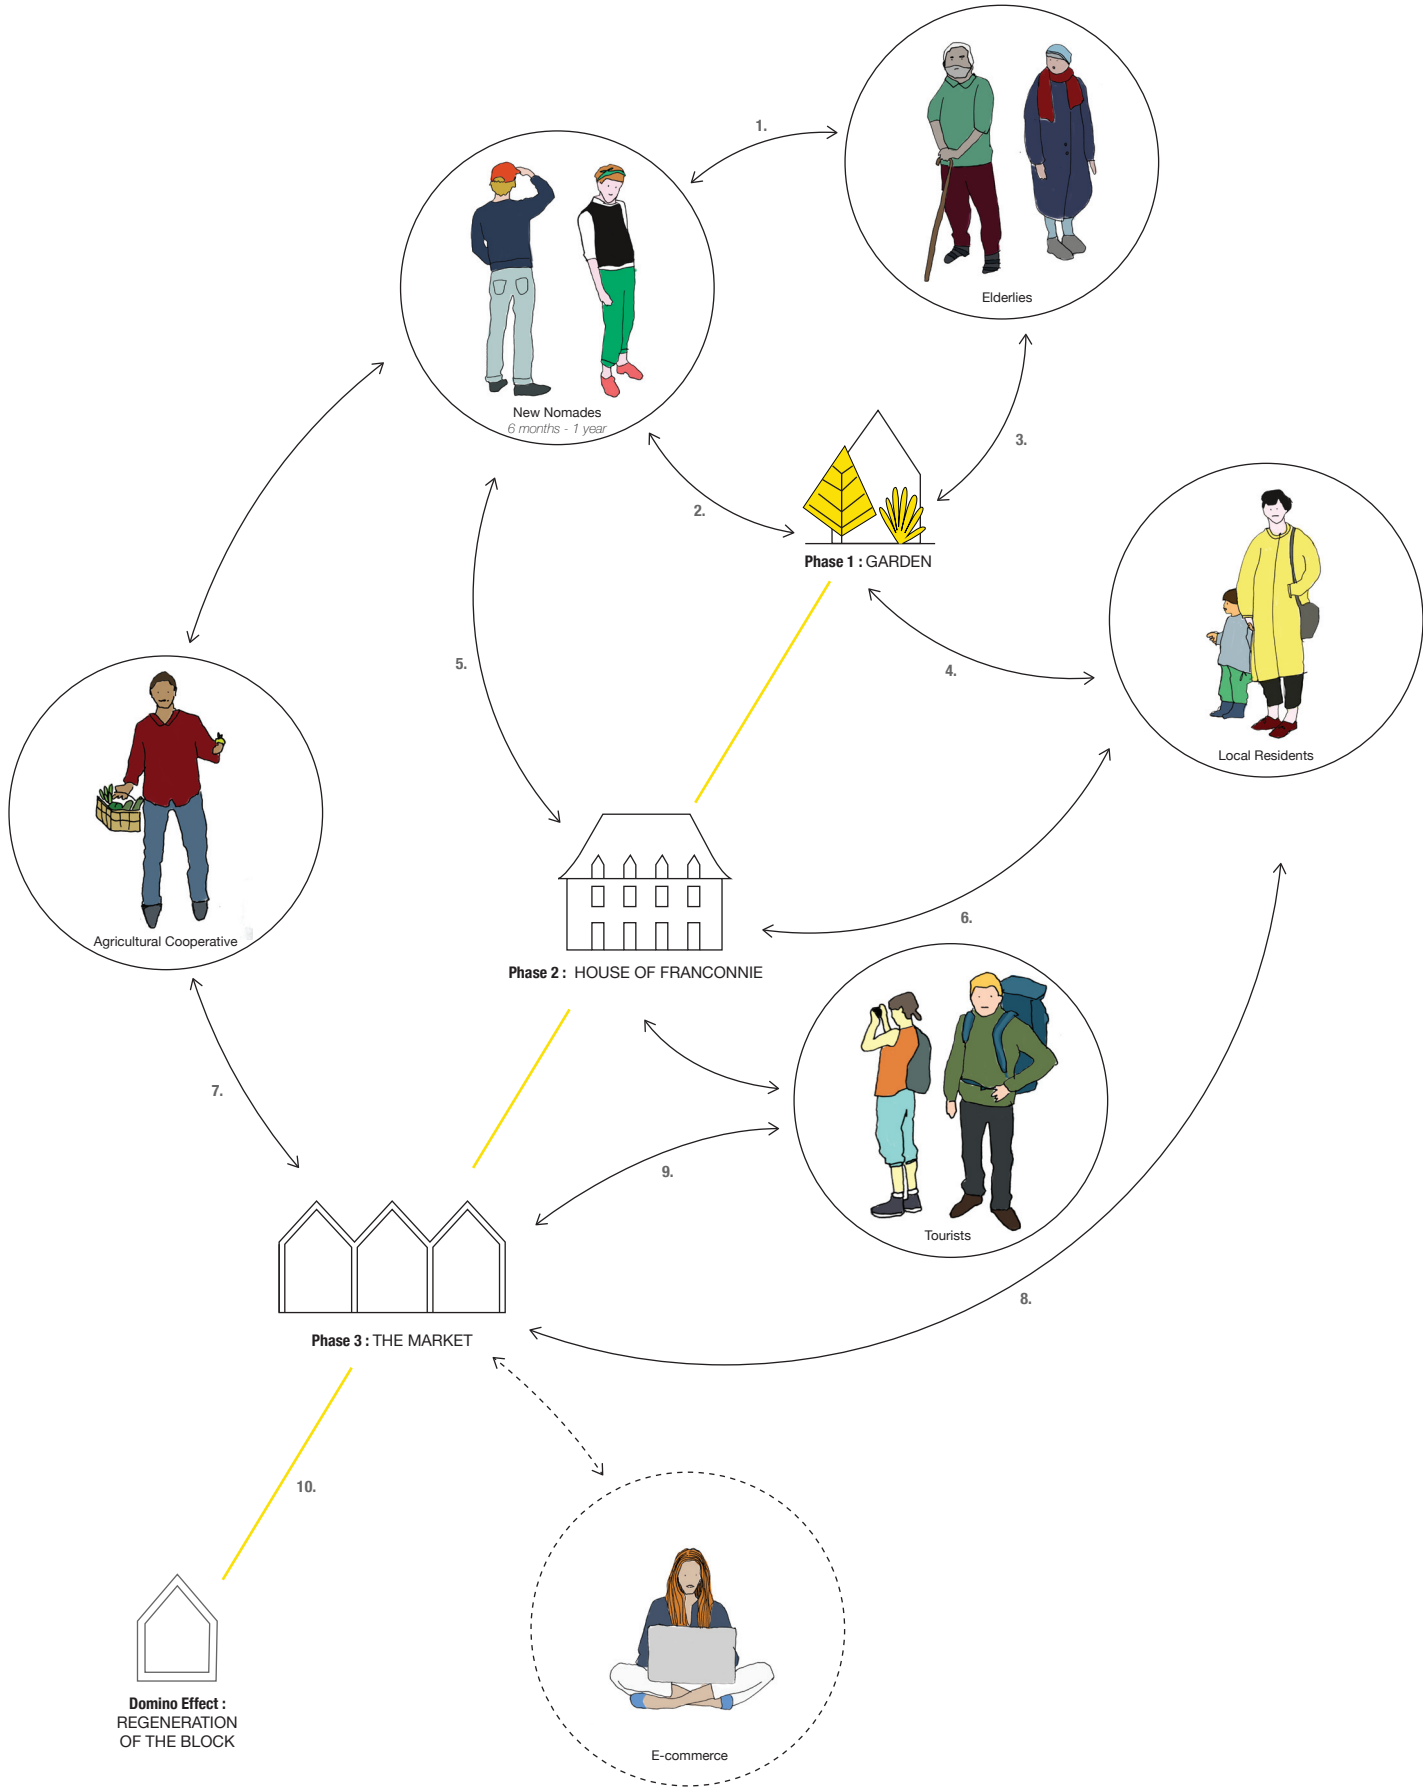 1.
Elderlies
New Nomades
6 months - 1 year
3.
2.
Phase 1 : GARDEN
5.
4.
Local Residents
Agricultural Cooperative
6.
Phase 2 : HOUSE OF FRANCONNIE
7.
9.
Tourists
8.
Phase 3 : THE MARKET
10.
Domino Effect :
REGENERATION
OF THE BLOCK
E-commerce